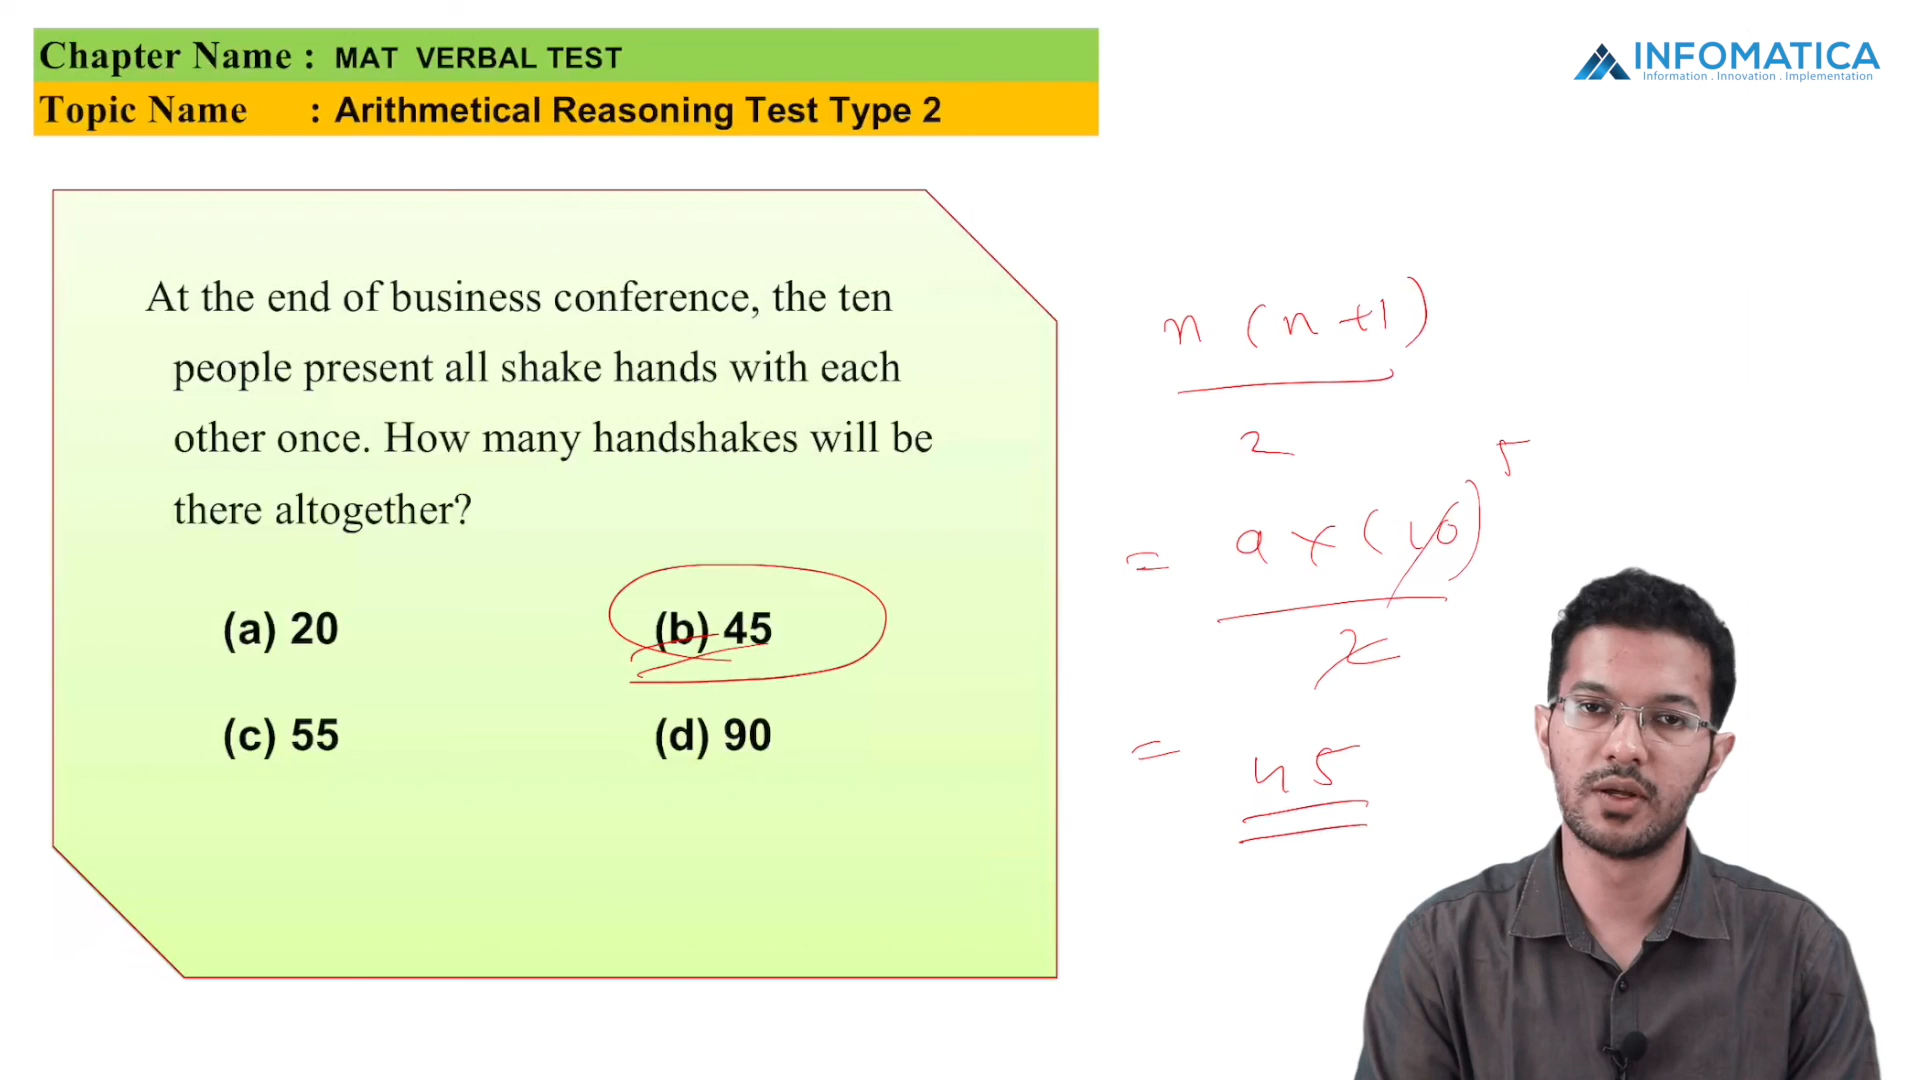 Chapter Name : MAT VERBAL TEST
Topic Name : Arithmetical Reasoning Test Type 2
INFOMATICA
Information . Innovation . Implementation
At the end of business conference, the ten
people present all shake hands with each
other once. How many handshakes will be
there altogether?
(a) 20
(b) 45
(c) 55
(d) 90
n (n+1)
2
5
= 9 x (10)
2
= 45